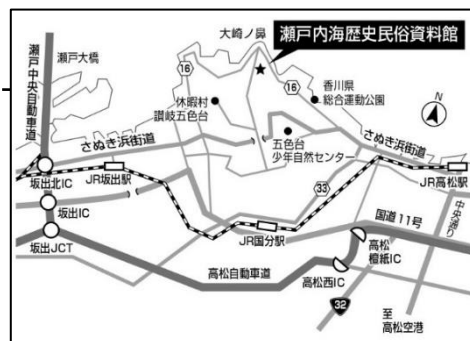 大崎ノ鼻
瀬戸内海歴史民俗資料館
瀬戸大橋
瀬戸中央自動車道
16
休暇村
讃岐五色台
16
香川県
総合運動公園
N
さぬき浜街道
五色台
少年自然センター
さぬき浜街道
坂出北IC
JR坂出駅
33
JR高松駅
坂出IC
中央通り
国道11号
JR国分駅
坂出JCT
高松
檀紙IC
高松自動車道
高松西IC
32
至
高松空港